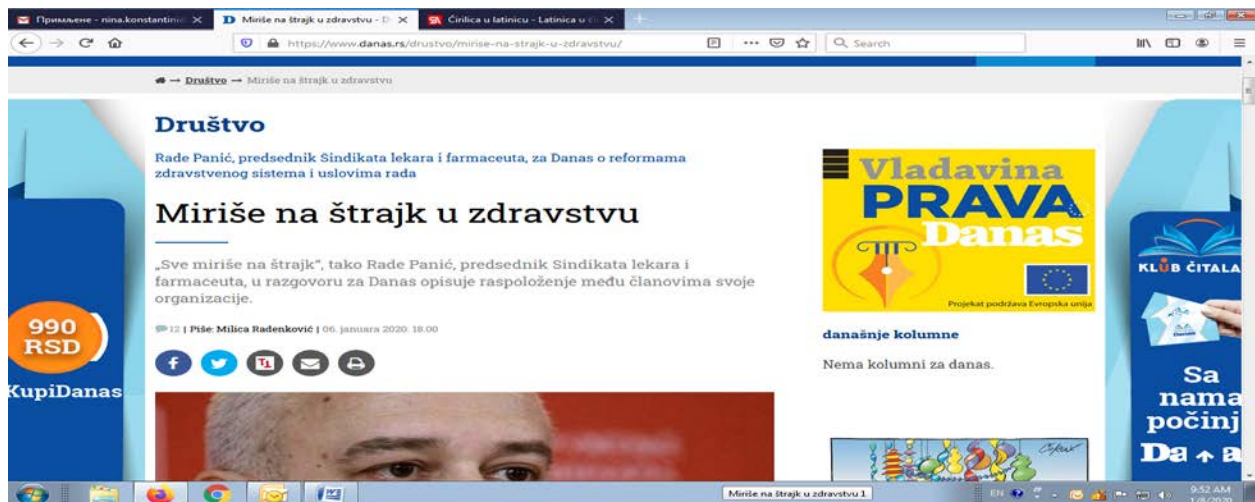 Примљене - nina.konstantini
Miriše na štrajk u zdravstvu - D
Ćirilica u latinicu - Latinica u ći
https://www.danas.rs/drustvo/mirise-na-strajk-u-zdravstvu/
Search
Društvo → Miriše na štrajk u zdravstvu
Društvo
Rade Panić, predsednik Sindikata lekara i farmaceuta, za Danas o reformama
zdravstvenog sistema i uslovima rada
Miriše na štrajk u zdravstvu
„Sve miriše na štrajk“, tako Rade Panić, predsednik Sindikata lekara i
farmaceuta, u razgovoru za Danas opisuje raspoloženje među članovima svoje
organizacije.
12 | Piše: Milica Radenković | 06. januara 2020. 18.00
990
RSD
KupiDanas
Vladavina
PRAVA
Danas
Projekat podržava Evropska unija
današnje kolumne
Nema kolumni za danas.
KLUB ČITALA
Sa
nama
počinj
Da a
Miriše na štrajk u zdravstvu 1
EN
9:52 AM
1/8/2020